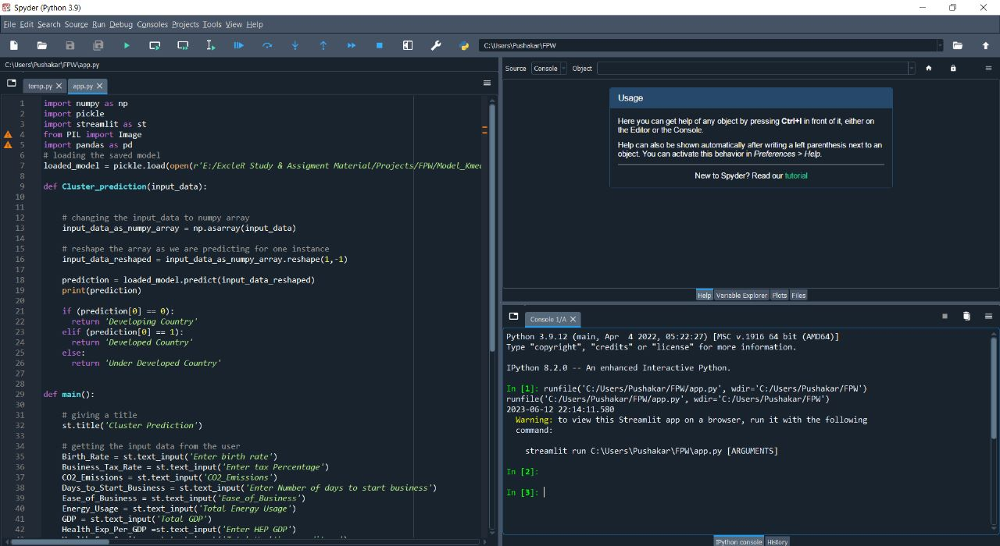 Spyder (Python 3.9)
File Edit Search Source Run Debug Consoles Projects Tools View Help
C:\Users\Pushakar\FPW
C:\Users\Pushakar\FPW\app.py
temp.py
app.py
1 import numpy as np
2 import pickle
3 import streamlit as st
4 from PIL import Image
5 import pandas as pd
6 # loading the saved model
7 loaded_model = pickle.load(open(r'E:/ExcleR Study & Assigment Material/Projects/FPW/Model_Kmea
8
9 def Cluster_prediction(input_data):
10
11
12 # changing the input_data to numpy array
13 input_data_as_numpy_array = np.asarray(input_data)
14
15 # reshape the array as we are predicting for one instance
16 input_data_reshaped = input_data_as_numpy_array.reshape(1,-1)
17
18 prediction = loaded_model.predict(input_data_reshaped)
19 print(prediction)
20
21 if (prediction[0] == 0):
22 return 'Developing Country'
23 elif (prediction[0] == 1):
24 return 'Developed Country'
25 else:
26 return 'Under Developed Country'
27
28
29 def main():
30
31 # giving a title
32 st.title('Cluster Prediction')
33
34 # getting the input data from the user
35 Birth_Rate = st.text_input('Enter birth rate')
36 Business_Tax_Rate = st.text_input('Enter tax Percentage')
37 CO2_Emissions = st.text_input('CO2_Emissions')
38 Days_to_Start_Business = st.text_input('Enter Number of days to start business')
39 Ease_of_Business = st.text_input('Ease_of_Business')
40 Energy_Usage = st.text_input('Total Energy Usage')
41 GDP = st.text_input('Total GDP')
42 Health_Exp_Per_GDP =st.text_input('Enter HEP GDP')
Source Console Object
Usage
Here you can get help of any object by pressing Ctrl+I in front of it, either on
the Editor or the Console.
Help can also be shown automatically after writing a left parenthesis next to an
object. You can activate this behavior in Preferences > Help.
New to Spyder? Read our tutorial
Help Variable Explorer Plots Files
Console 1/A
Python 3.9.12 (main, Apr 4 2022, 05:22:27) [MSC v.1916 64 bit (AMD64)]
Type "copyright", "credits" or "license" for more information.
IPython 8.2.0 -- An enhanced Interactive Python.
In [1]: runfile('C:/Users/Pushakar/FPW/app.py', wdir='C:/Users/Pushakar/FPW')
runfile('C:/Users/Pushakar/FPW/app.py', wdir='C:/Users/Pushakar/FPW')
2023-06-12 22:14:11.580
Warning: to view this Streamlit app on a browser, run it with the following
command:
streamlit run C:\Users\Pushakar\FPW\app.py [ARGUMENTS]
In [2]:
In [3]:
IPython console History